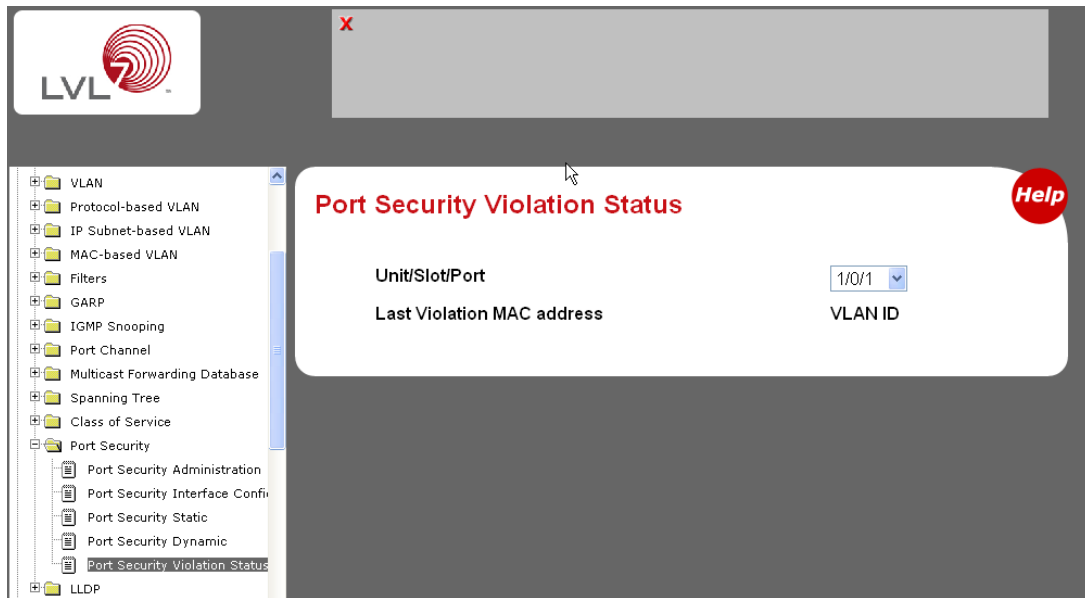 LVL7
X
VLAN
Protocol-based VLAN
IP Subnet-based VLAN
MAC-based VLAN
Filters
GARP
IGMP Snooping
Port Channel
Multicast Forwarding Database
Spanning Tree
Class of Service
Port Security
Port Security Administration
Port Security Interface Confi
Port Security Static
Port Security Dynamic
Port Security Violation Status
LLDP
Port Security Violation Status
Help
Unit/Slot/Port 1/0/1
Last Violation MAC address VLAN ID